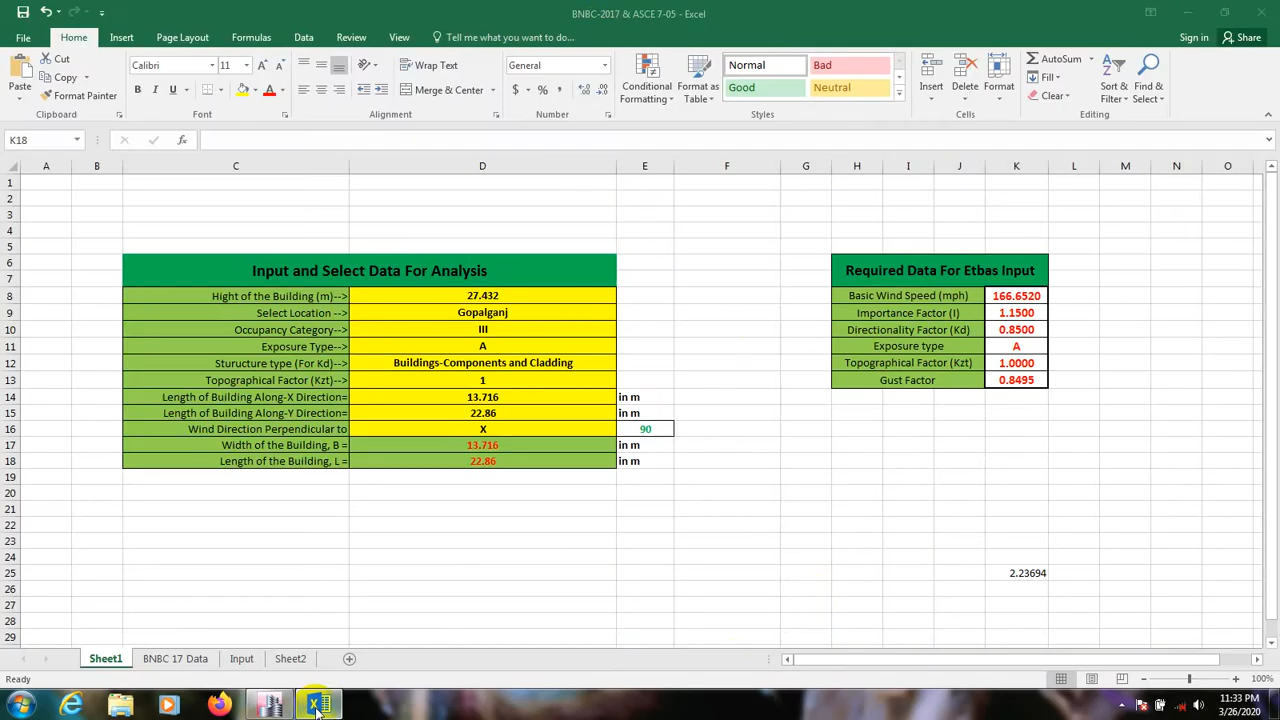 BNBC-2017 & ASCE 7-05 - Excel
File Home Insert Page Layout Formulas Data Review View Tell me what you want to do... Sign in Share
Paste
Cut
Copy
Format Painter
Clipboard
Calibri 11
B I U
Font
Wrap Text
Merge & Center
Alignment
General
$ % ,
Number
Conditional Formatting
Format as Table
Normal Bad
Good Neutral
Styles
Insert Delete Format
Cells
AutoSum
Fill
Clear
Sort & Filter
Find & Select
Editing
K18 fx
A B C D E F G H I J K L M N O
1
2
3
4
5
6
7
Input and Select Data For Analysis Required Data For Etbas Input
8 Hight of the Building (m)--> 27.432 Basic Wind Speed (mph) 166.6520
9 Select Location--> Gopalganj Importance Factor (I) 1.1500
10 Occupancy Category--> III Directionality Factor (Kd) 0.8500
11 Exposure Type--> A Exposure type A
12 Sturucture type (For Kd)--> Buildings-Components and Cladding Topographical Factor (Kzt) 1.0000
13 Topographical Factor (Kzt)--> 1 Gust Factor 0.8495
14 Length of Building Along-X Direction= 13.716 in m
15 Length of Building Along-Y Direction= 22.86 in m
16 Wind Direction Perpendicular to X 90
17 Width of the Building, B = 13.716 in m
18 Length of the Building, L = 22.86 in m
19
20
21
22
23
24
25 2.23694
26
27
28
29
Sheet1 BNBC 17 Data Input Sheet2
Ready 100%
11:33 PM
3/26/2020